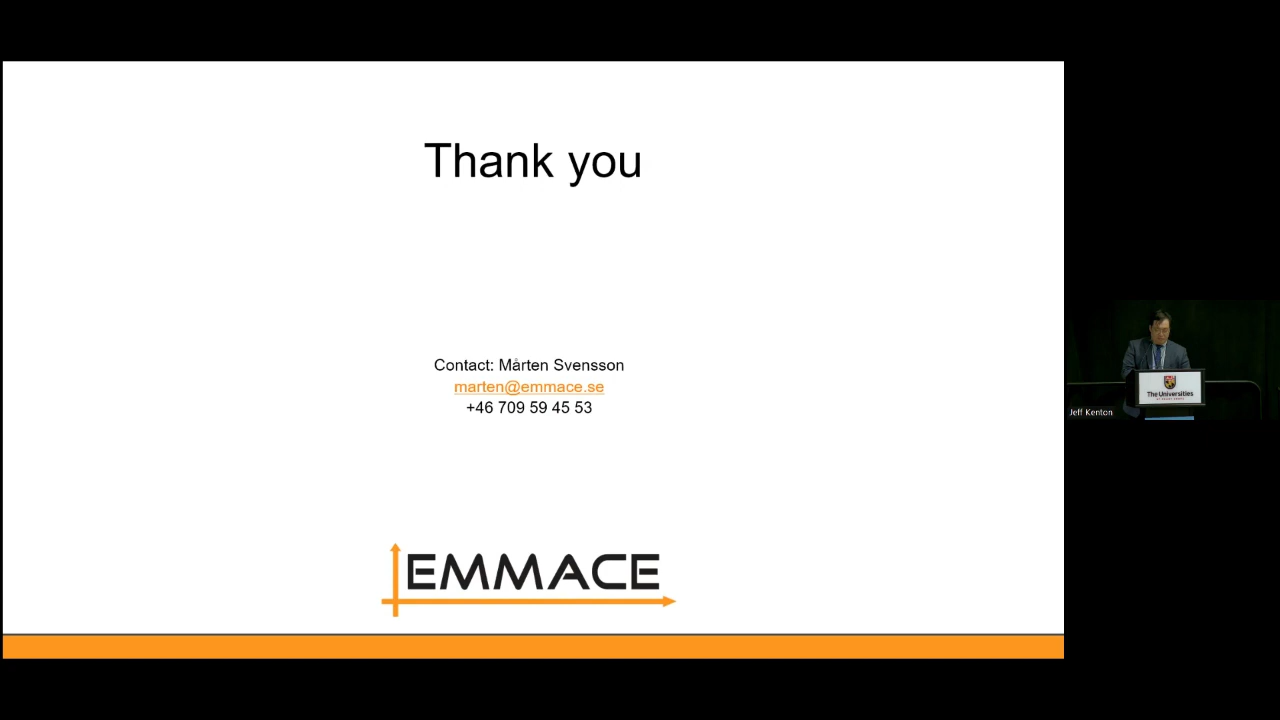 Thank you
Contact: Mårten Svensson
marten@emmace.se
+46 709 59 45 53
EMMACE
The Universities
Jeff Kenton